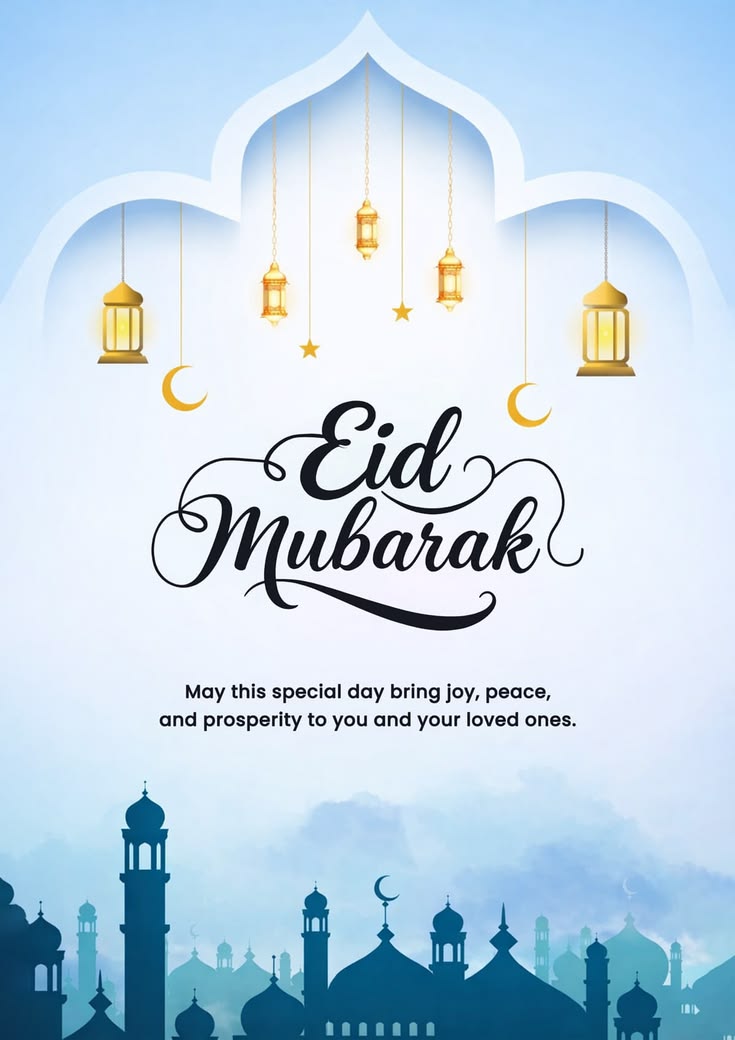 Eid
Mubarak
May this special day bring joy, peace,
and prosperity to you and your loved ones.